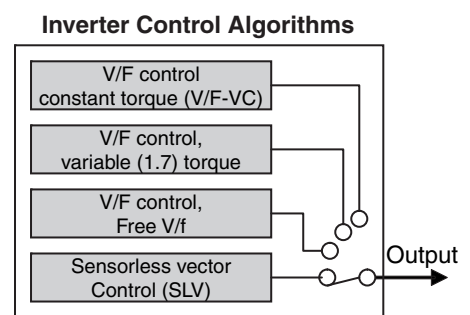 Inverter Control Algorithms
V/F control
constant torque (V/F-VC)
V/F control,
variable (1.7) torque
V/F control,
Free V/f
Sensorless vector
Control (SLV)
Output